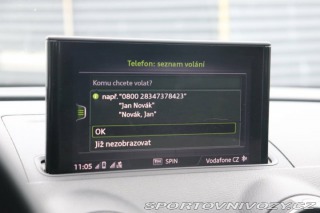 Telefon: seznam volání
Komu chcete volat?
např. "0800 28347378423"
"Jan Novák"
"Novák, Jan"
OK
Již nezobrazovat
11:05 SPIN Vodafone CZ
SPORTOVNIVOZY.CZ